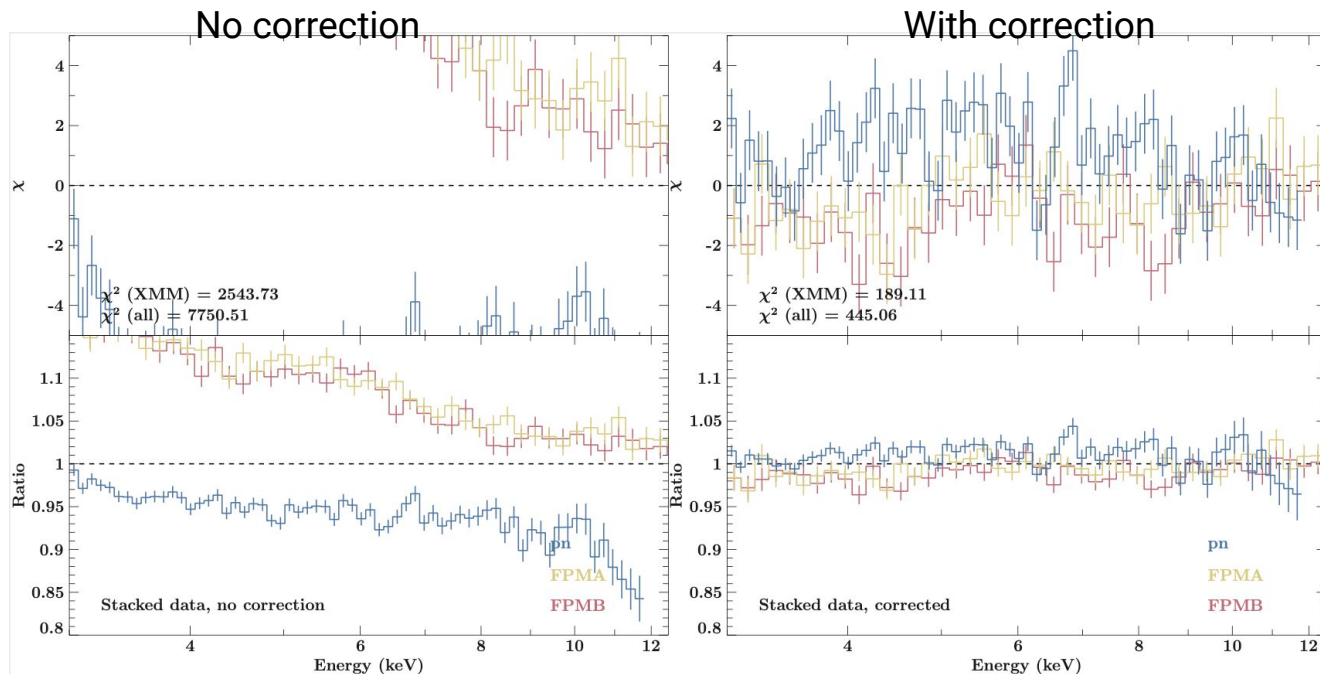 No correction
With correction
4
2
0
-2
-4
χ
χ² (XMM) = 2543.73
χ² (all) = 7750.51
1.1
1.05
1
0.95
0.9
0.85
0.8
Ratio
pn
FPMA
FPMB
Stacked data, no correction
4
6
8
10
12
Energy (keV)
4
2
0
-2
-4
χ
χ² (XMM) = 189.11
χ² (all) = 445.06
1.1
1.05
1
0.95
0.9
0.85
0.8
Ratio
pn
FPMA
FPMB
Stacked data, corrected
4
6
8
10
12
Energy (keV)